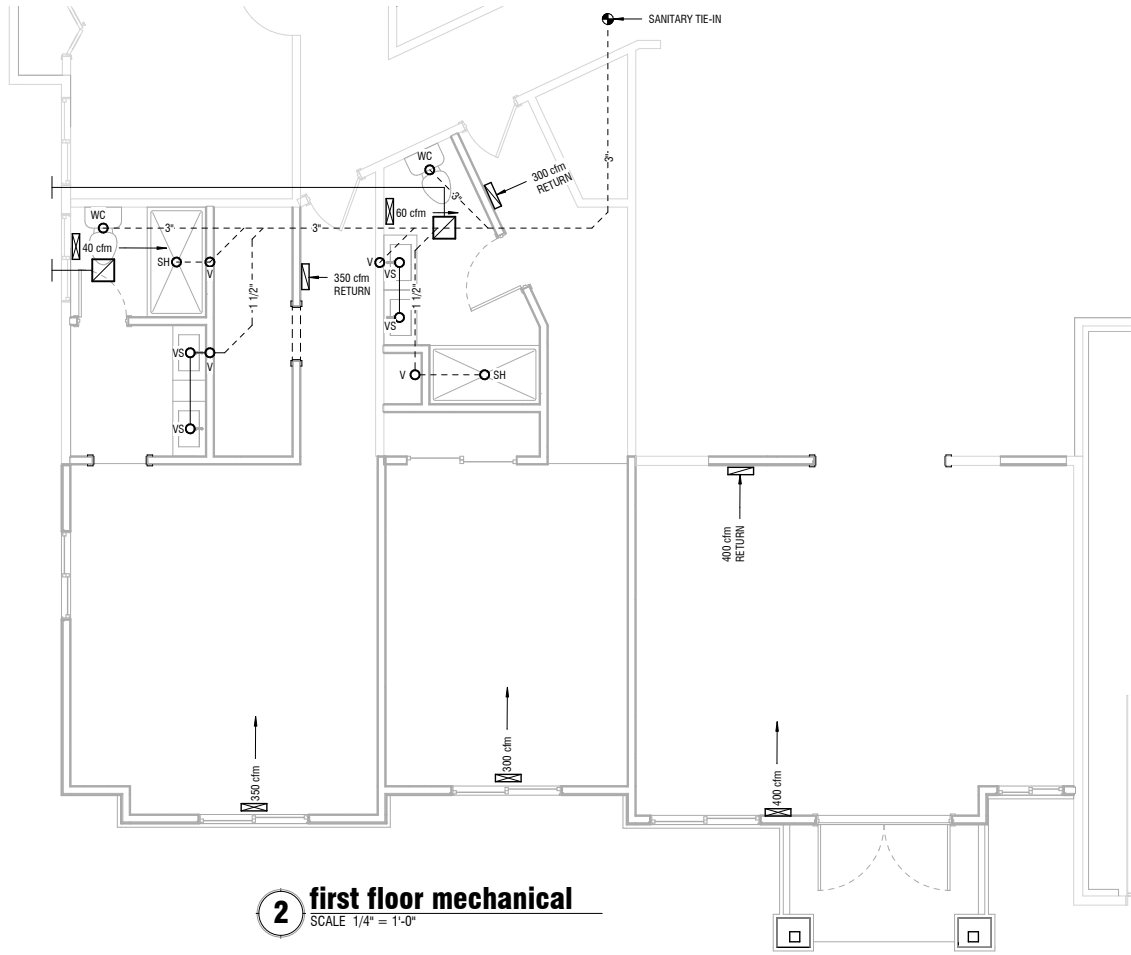 SANITARY TIE-IN
3"
WC
300 cfm
RETURN
3"
60 cfm
WC
3"
3"
40 cfm
SH
V
V
VS
350 cfm
RETURN
1 1/2"
1 1/2"
VS
VS
V
V
SH
VS
400 cfm
RETURN
350 cfm
300 cfm
400 cfm
2
first floor mechanical
SCALE 1/4" = 1'-0"